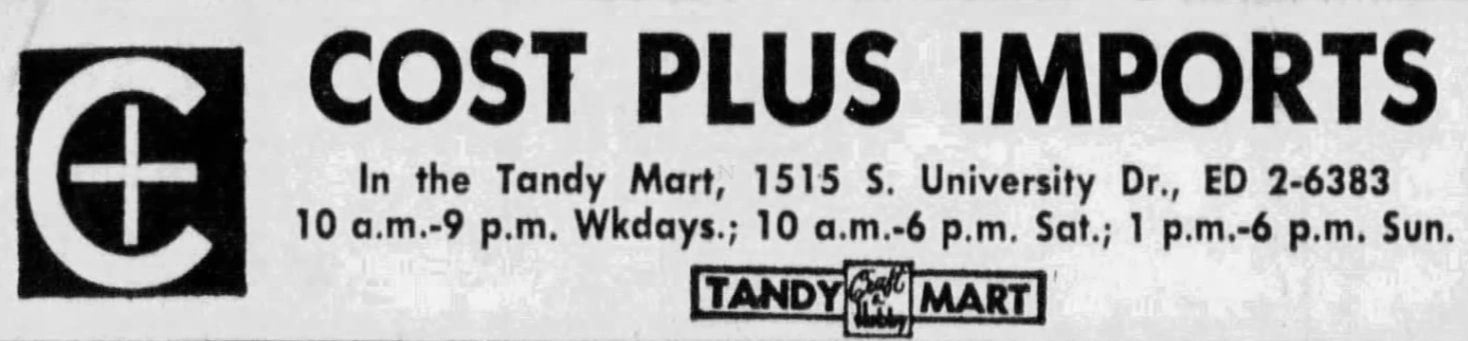 C+
COST PLUS IMPORTS
In the Tandy Mart, 1515 S. University Dr., ED 2-6383
10 a.m.-9 p.m. Wkdays.; 10 a.m.-6 p.m. Sat.; 1 p.m.-6 p.m. Sun.
TANDY Craft & Hobby MART